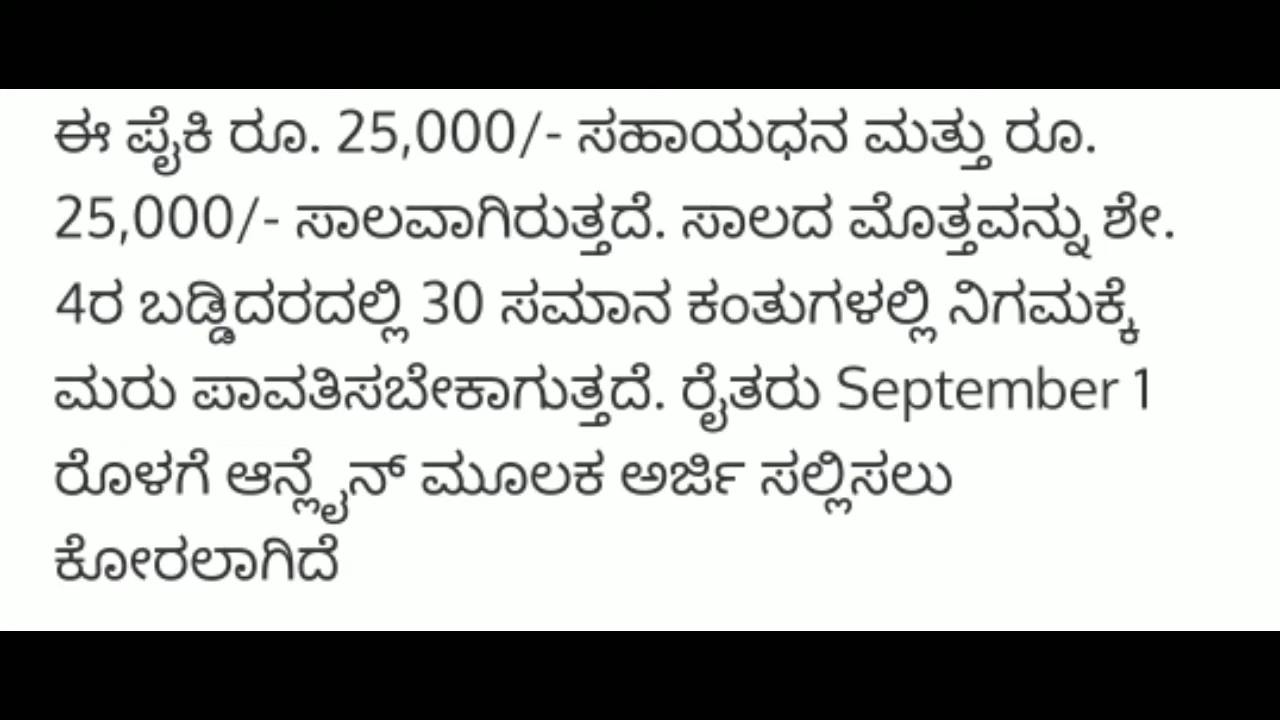 ಈ ಪೈಕಿ ರೂ. 25,000/- ಸಹಾಯಧನ ಮತ್ತು ರೂ.
25,000/- ಸಾಲವಾಗಿರುತ್ತದೆ. ಸಾಲದ ಮೊತ್ತವನ್ನು ಶೇ.
4ರ ಬಡ್ಡಿದರದಲ್ಲಿ 30 ಸಮಾನ ಕಂತುಗಳಲ್ಲಿ ನಿಗಮಕ್ಕೆ
ಮರು ಪಾವತಿಸಬೇಕಾಗುತ್ತದೆ. ರೈತರು September 1
ರೊಳಗೆ ಆನ್ಲೈನ್ ಮೂಲಕ ಅರ್ಜಿ ಸಲ್ಲಿಸಲು
ಕೋರಲಾಗಿದೆ